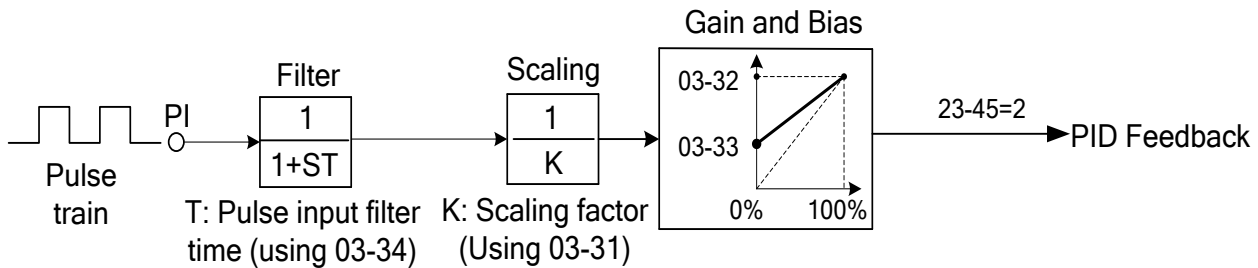 Gain and Bias
Filter
Scaling
PI
1
1+ST
1
K
03-32
03-33
0%
100%
23-45=2
PID Feedback
Pulse
train
T: Pulse input filter
time (using 03-34)
K: Scaling factor
(Using 03-31)